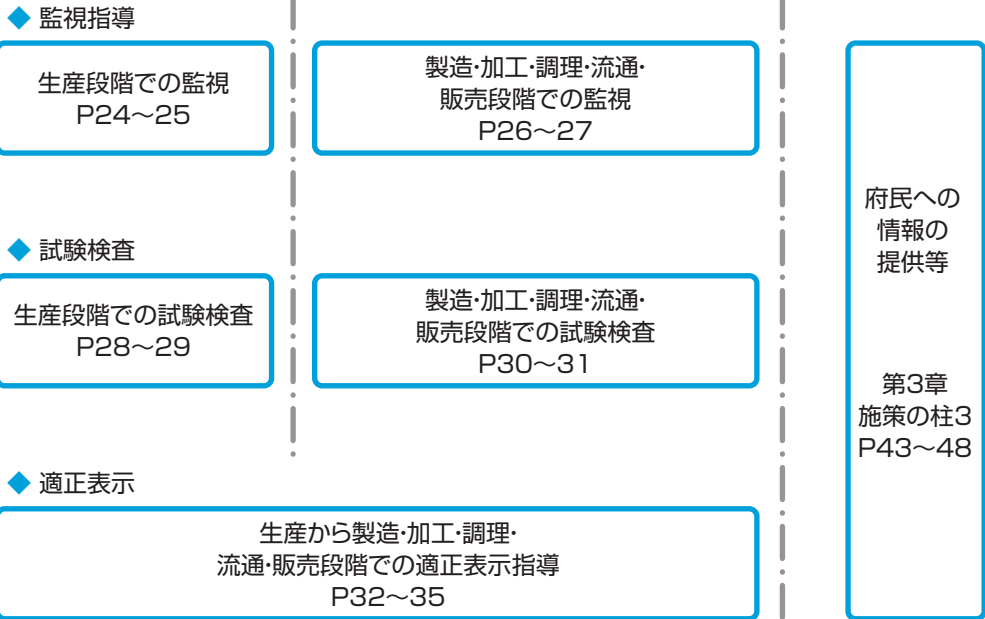 ◆ 監視指導
生産段階での監視
P24～25
製造・加工・調理・流通・
販売段階での監視
P26～27
◆ 試験検査
生産段階での試験検査
P28～29
製造・加工・調理・流通・
販売段階での試験検査
P30～31
◆ 適正表示
生産から製造・加工・調理・
流通・販売段階での適正表示指導
P32～35
府民への
情報の
提供等
第3章
施策の柱3
P43～48